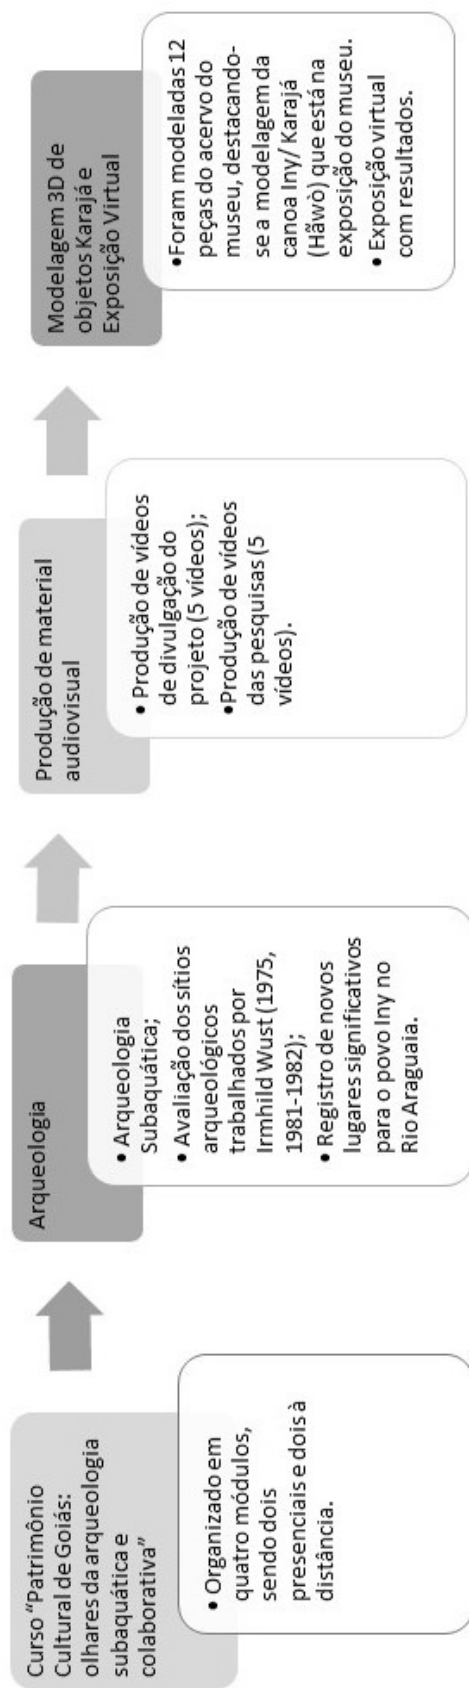 Curso “Patrimônio
Cultural de Goiás:
olhares da arqueologia
subaquática e
colaborativa”
• Organizado em
quatro módulos,
sendo dois
presenciais e dois à
distância.
Arqueologia
• Arqueologia
Subaquática;
• Avaliação dos sítios
arqueológicos
trabalhados por
Irmhild Wust (1975,
1981-1982);
• Registro de novos
lugares significativos
para o povo Iny no
Rio Araguaia.
Produção de material
audiovisual
• Produção de vídeos
de divulgação do
projeto (5 vídeos);
•Produção de vídeos
das pesquisas (5
vídeos).
Modelagem 3D de
objetos Karajá e
Exposição Virtual
•Foram modeladas 12
peças do acervo do
museu, destacando-
se a modelagem da
canoa Iny/ Karajá
(Hãwò) que está na
exposição do museu.
• Exposição virtual
com resultados.